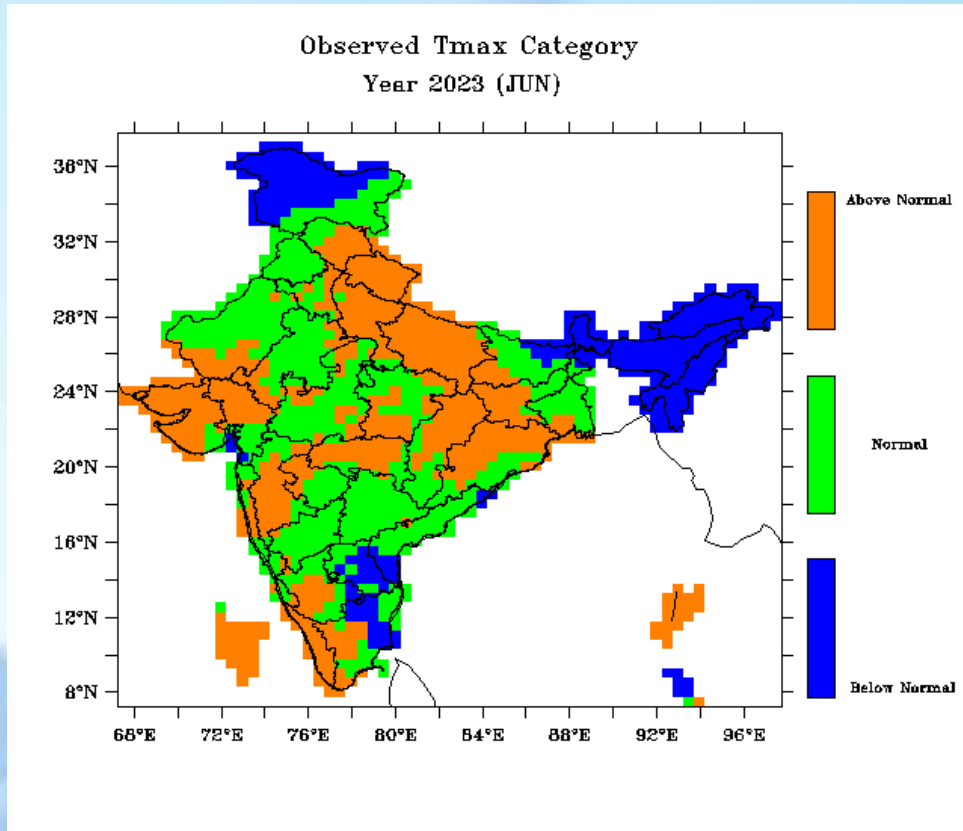 Observed Tmax Category
Year 2023 (JUN)
36°N
32°N
28°N
24°N
20°N
16°N
12°N
8°N
68°E 72°E 76°E 80°E 84°E 88°E 92°E 96°E
Above Normal
Normal
Below Normal